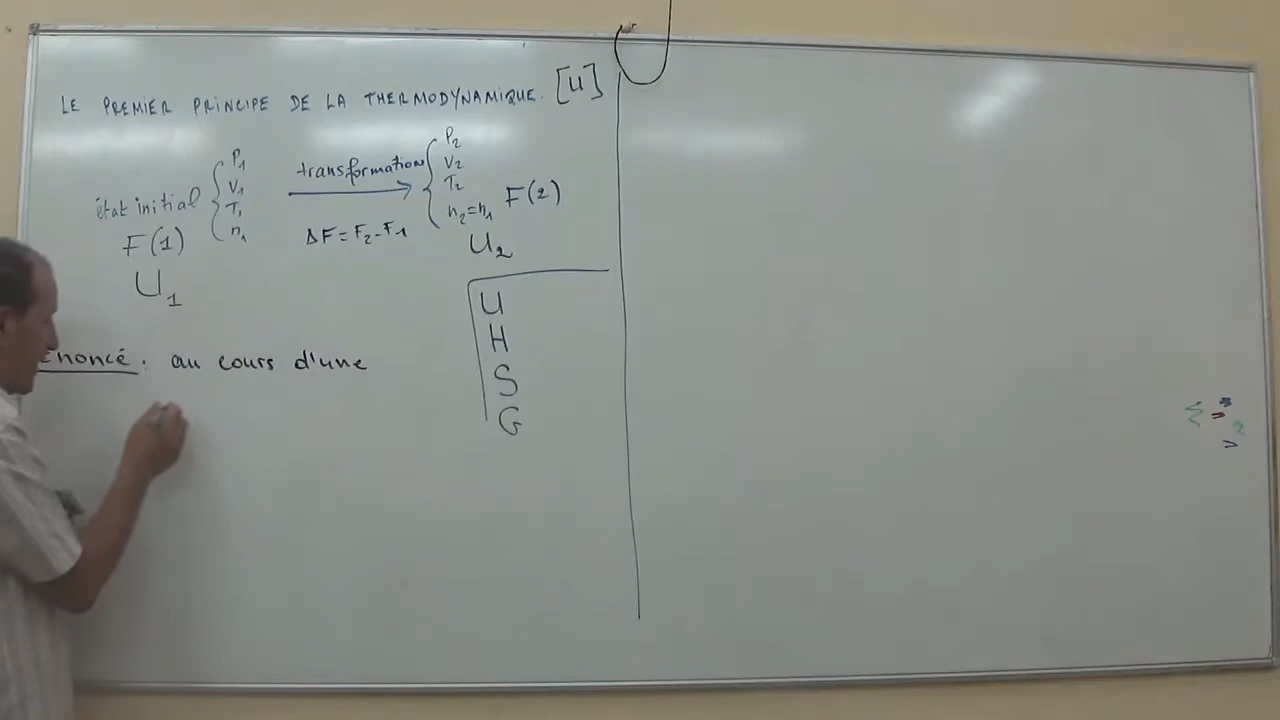 LE PREMIER PRINCIPE DE LA THERMODYNAMIQUE. [U]
état initial { P₁ V₁ T₁ n₁
F(1)
U₁
transformation
ΔF = F₂ - F₁
{ P₂ V₂ T₂ n₂=n₁ F(2)
U₂
U
H
S
G
Énoncé : au cours d'une